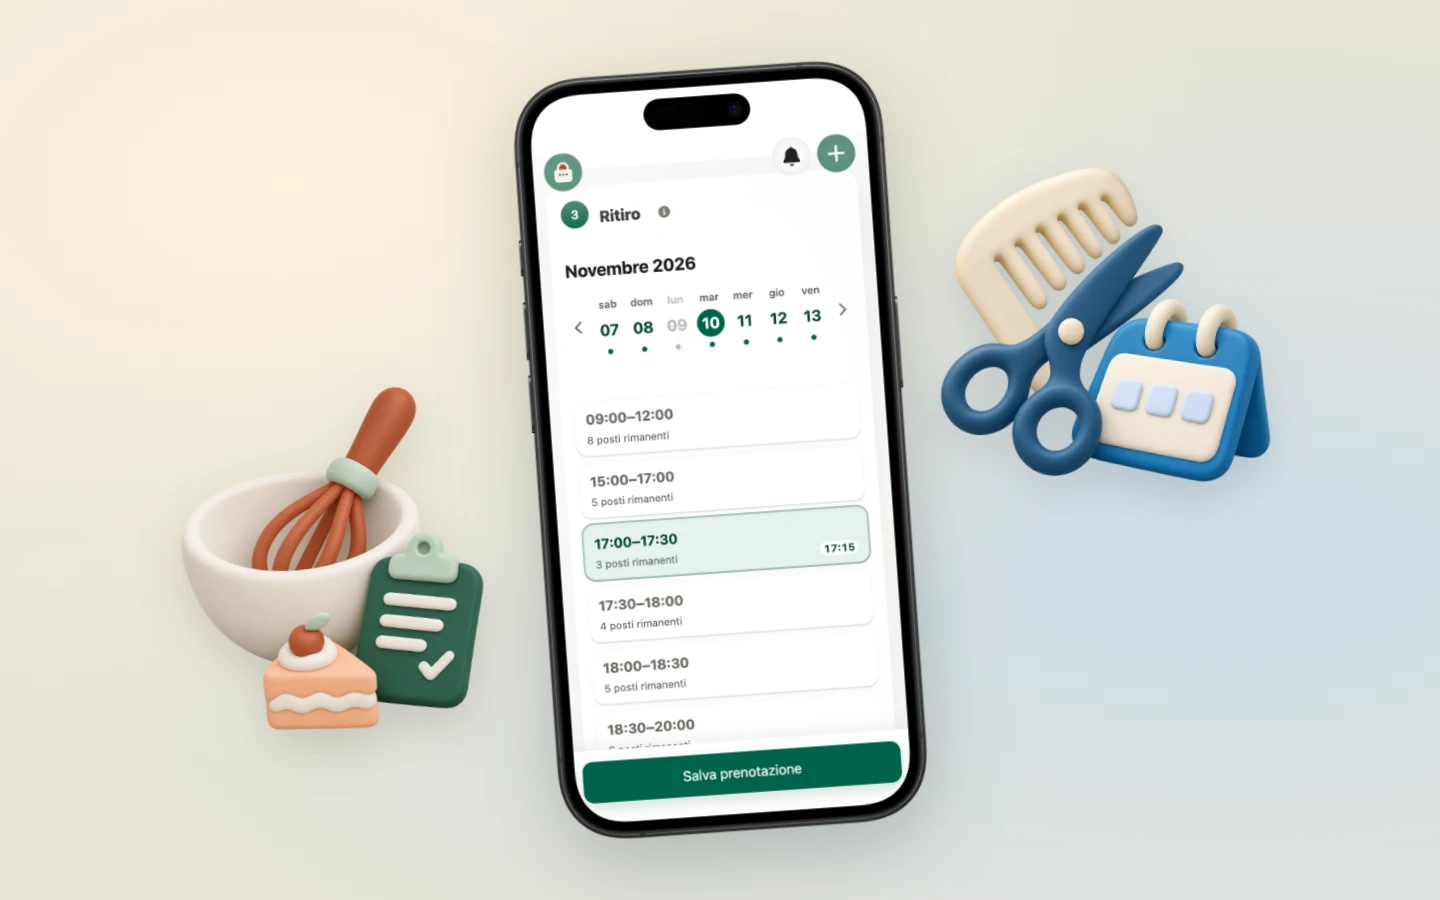 3 Ritiro
Novembre 2026
sab dom lun mar mer gio ven
07 08 09 10 11 12 13
09:00–12:00
8 posti rimanenti
15:00–17:00
5 posti rimanenti
17:00–17:30
3 posti rimanenti
17:15
17:30–18:00
4 posti rimanenti
18:00–18:30
5 posti rimanenti
18:30–20:00
Salva prenotazione